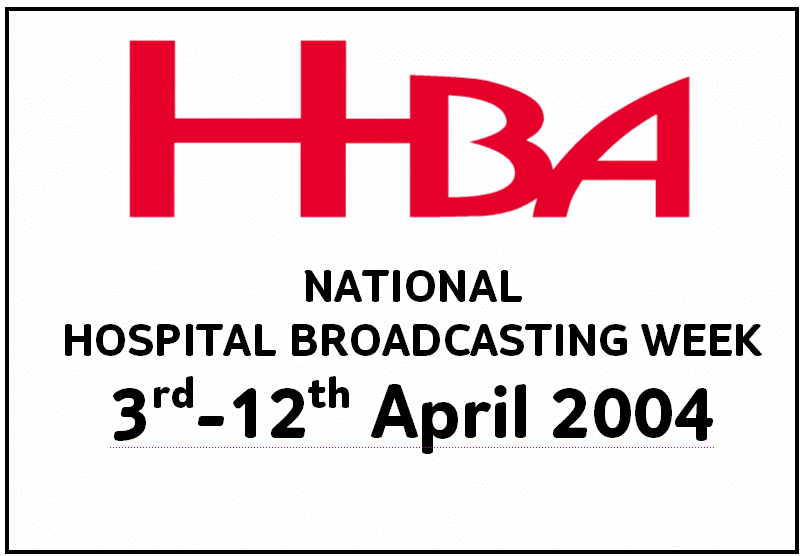 HBA
NATIONAL
HOSPITAL BROADCASTING WEEK
3rd-12th April 2004